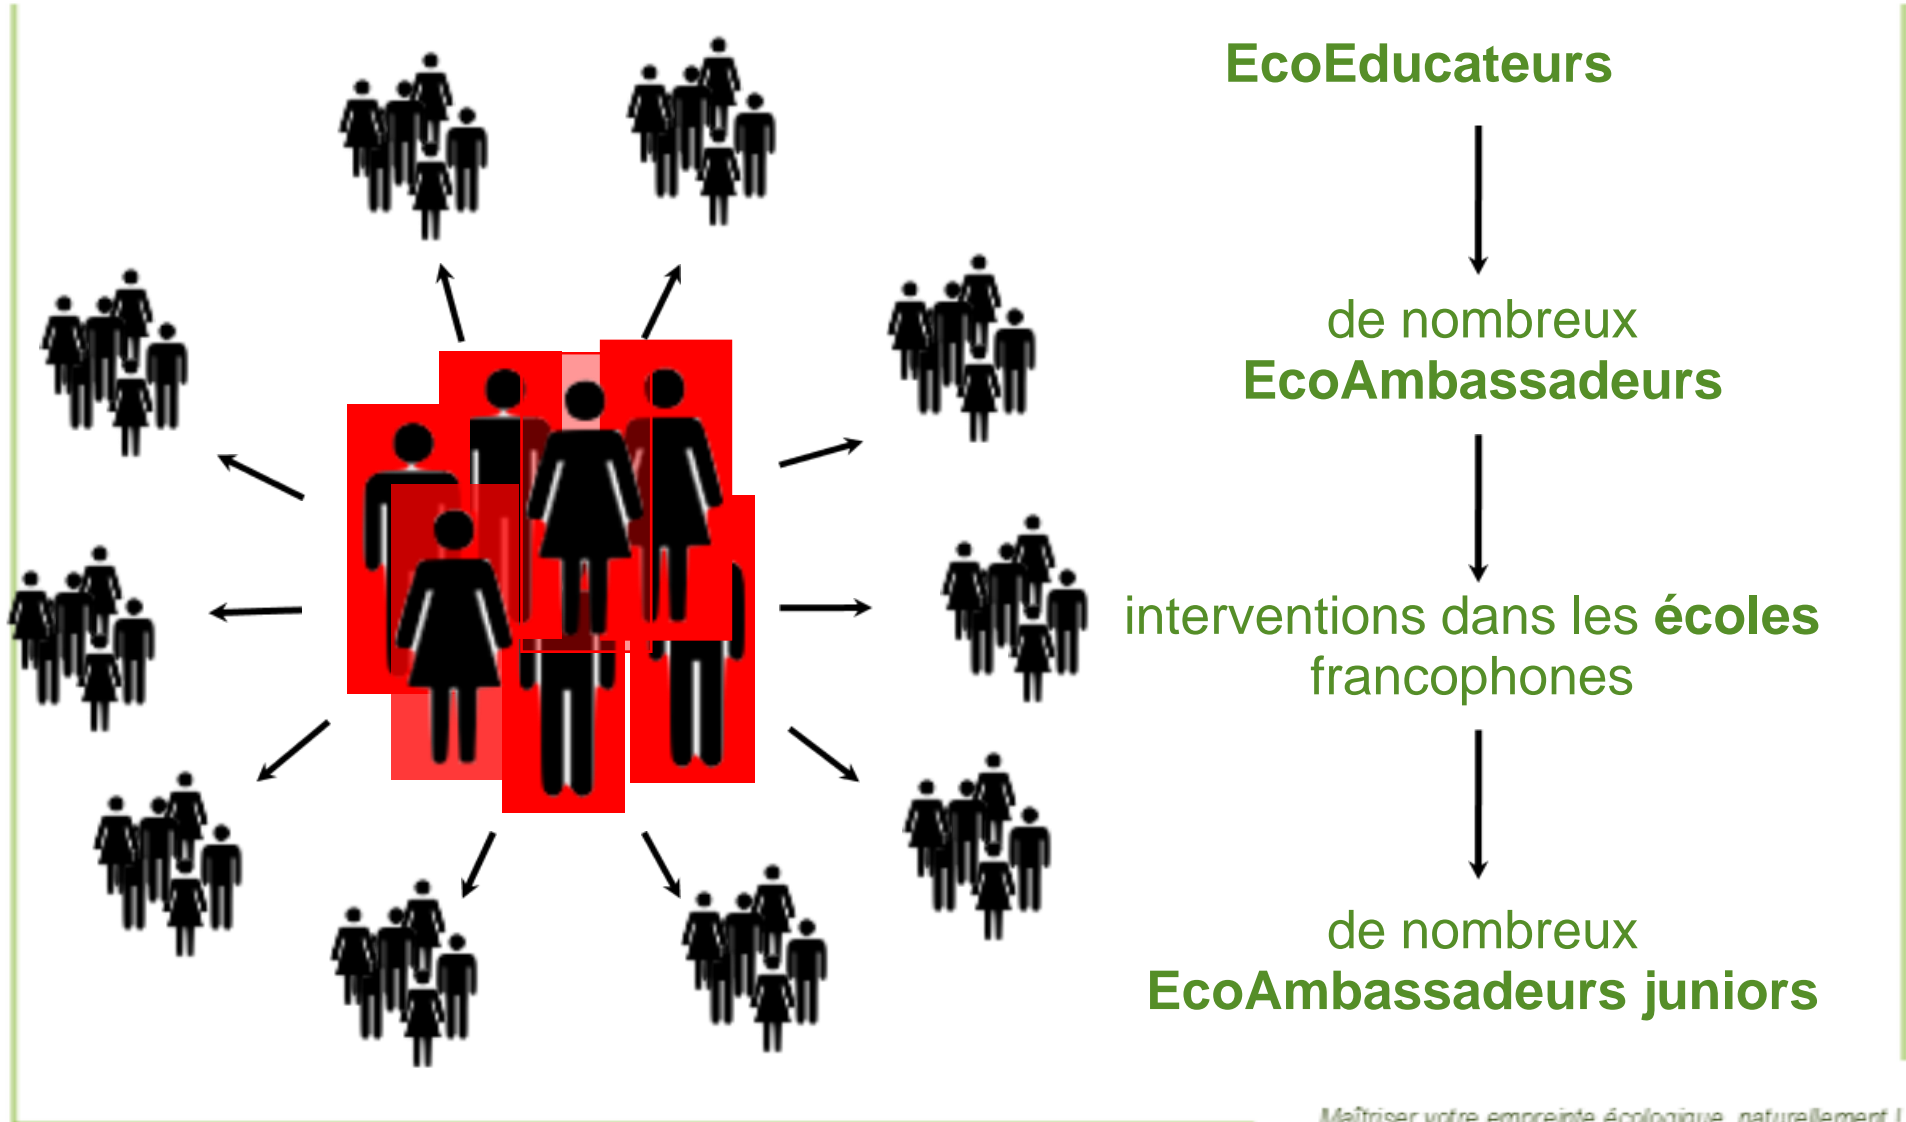 EcoEducateurs
de nombreux
EcoAmbassadeurs
interventions dans les écoles
francophones
de nombreux
EcoAmbassadeurs juniors
Maîtriser votre empreinte écologique, naturellement !